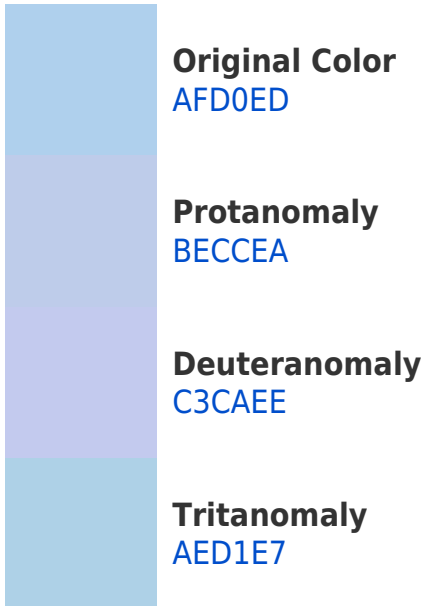 Original Color
AFD0ED
Protanomaly
BECCEA
Deuteranomaly
C3CAEE
Tritanomaly
AED1E7